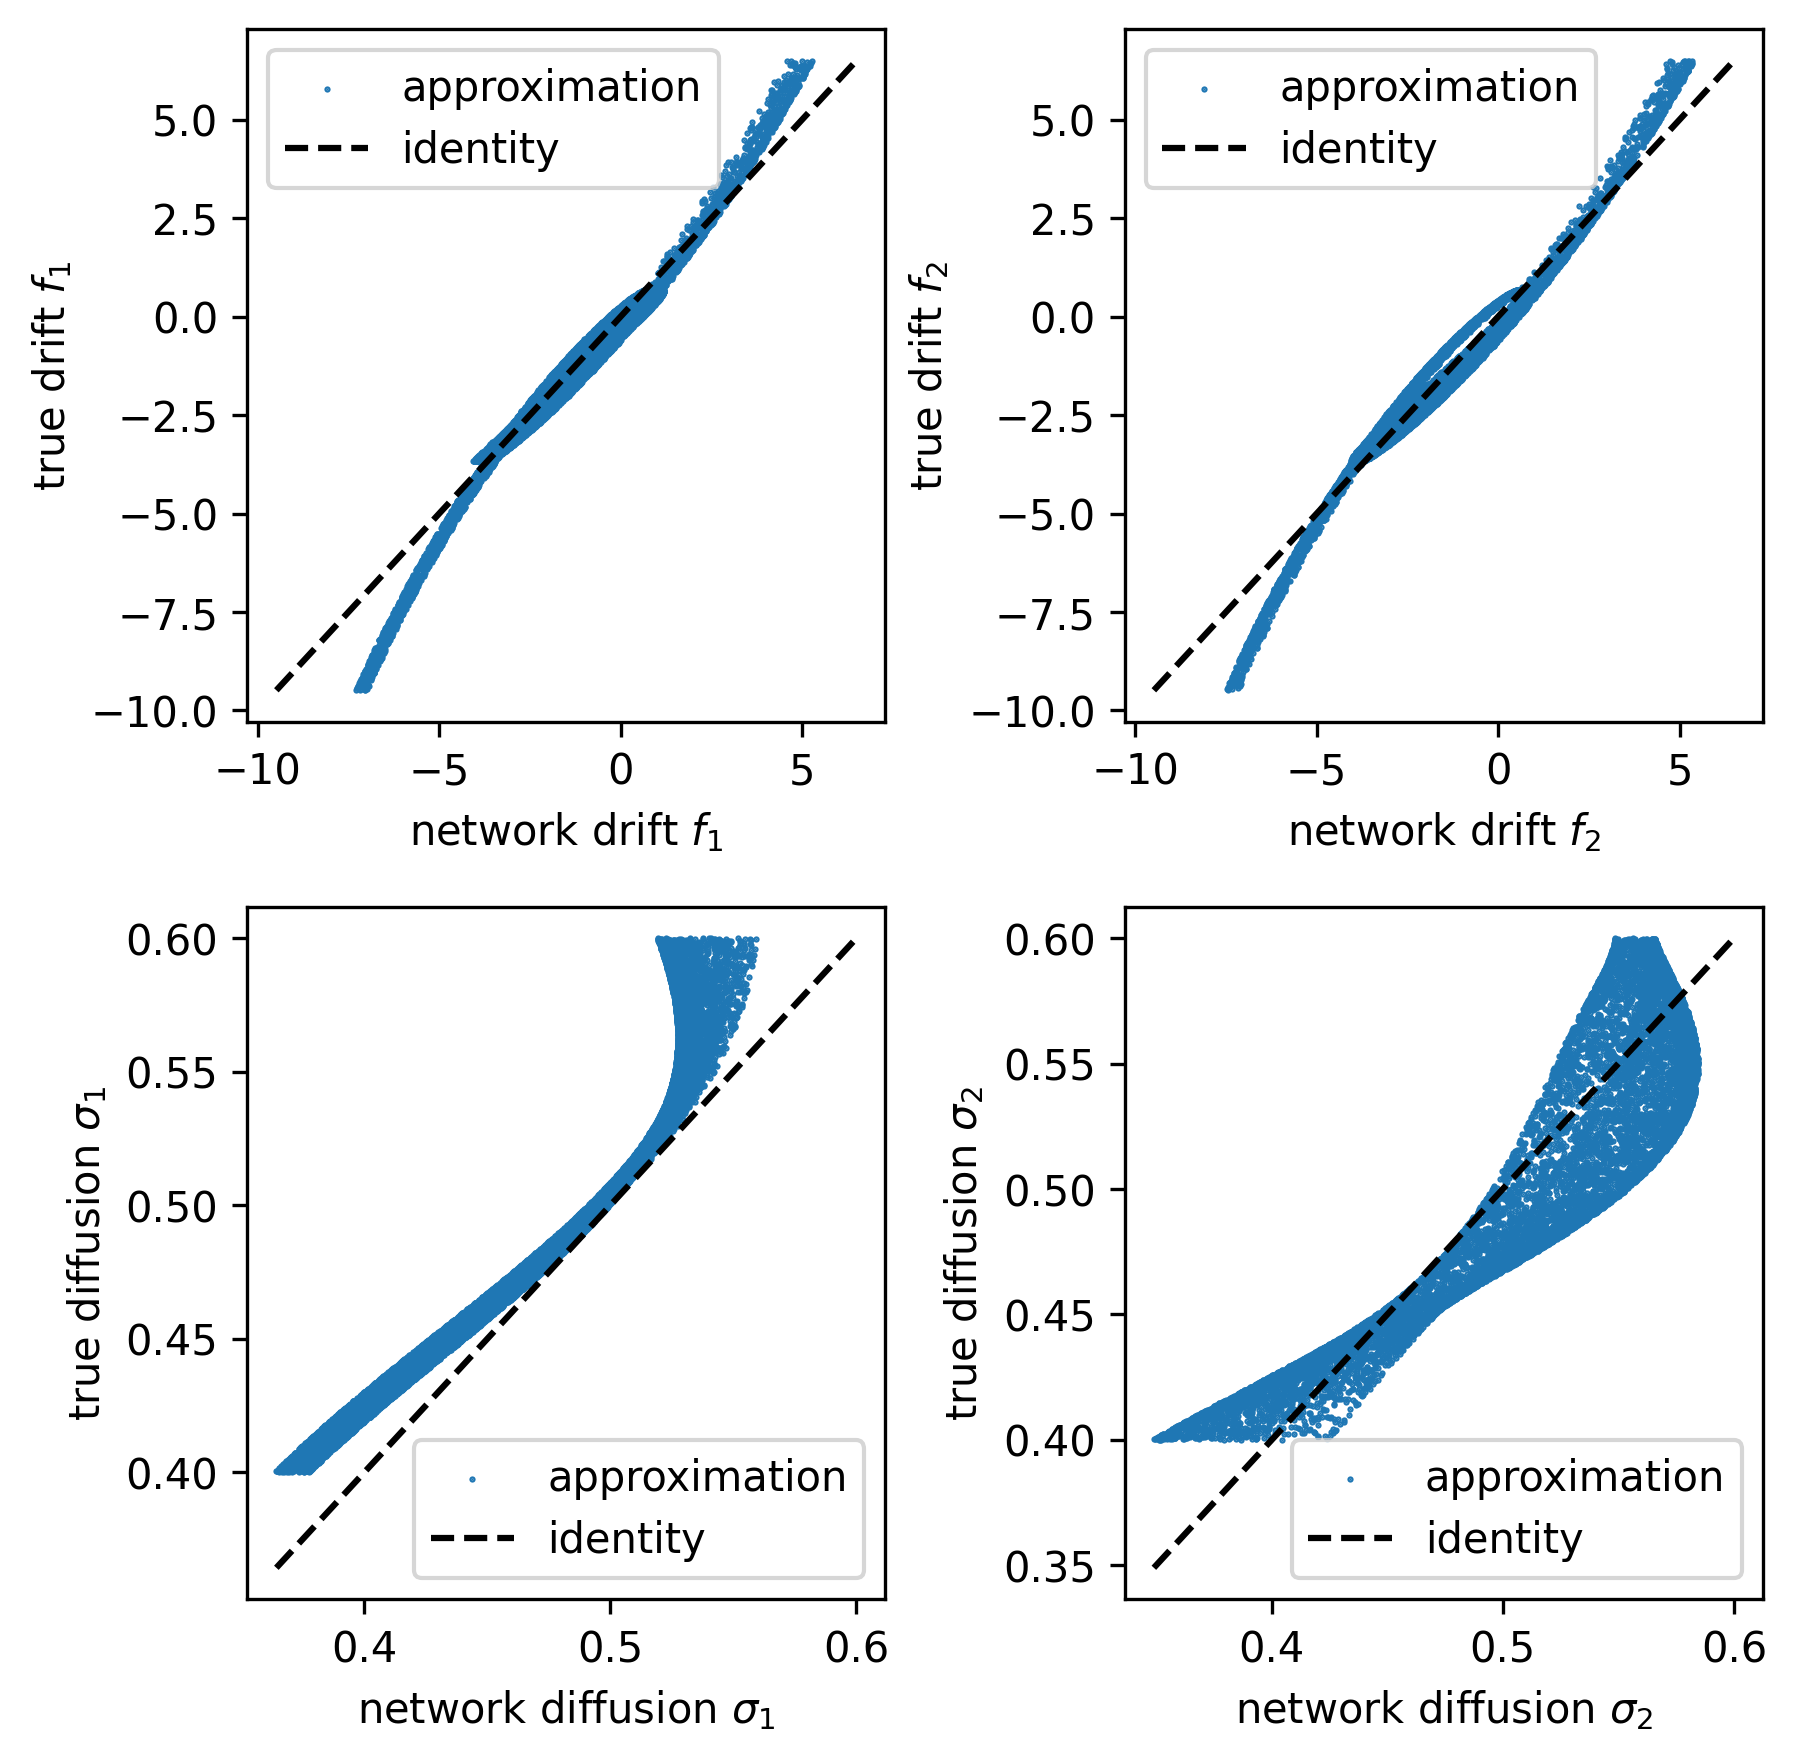 approximation
identity
5.0
2.5
0.0
−2.5
−5.0
−7.5
−10.0
true drift f₁
−10 −5 0 5
network drift f₁
approximation
identity
5.0
2.5
0.0
−2.5
−5.0
−7.5
−10.0
true drift f₂
−10 −5 0 5
network drift f₂
0.60
0.55
0.50
0.45
0.40
true diffusion σ₁
approximation
identity
0.4 0.5 0.6
network diffusion σ₁
0.60
0.55
0.50
0.45
0.40
0.35
true diffusion σ₂
approximation
identity
0.4 0.5 0.6
network diffusion σ₂